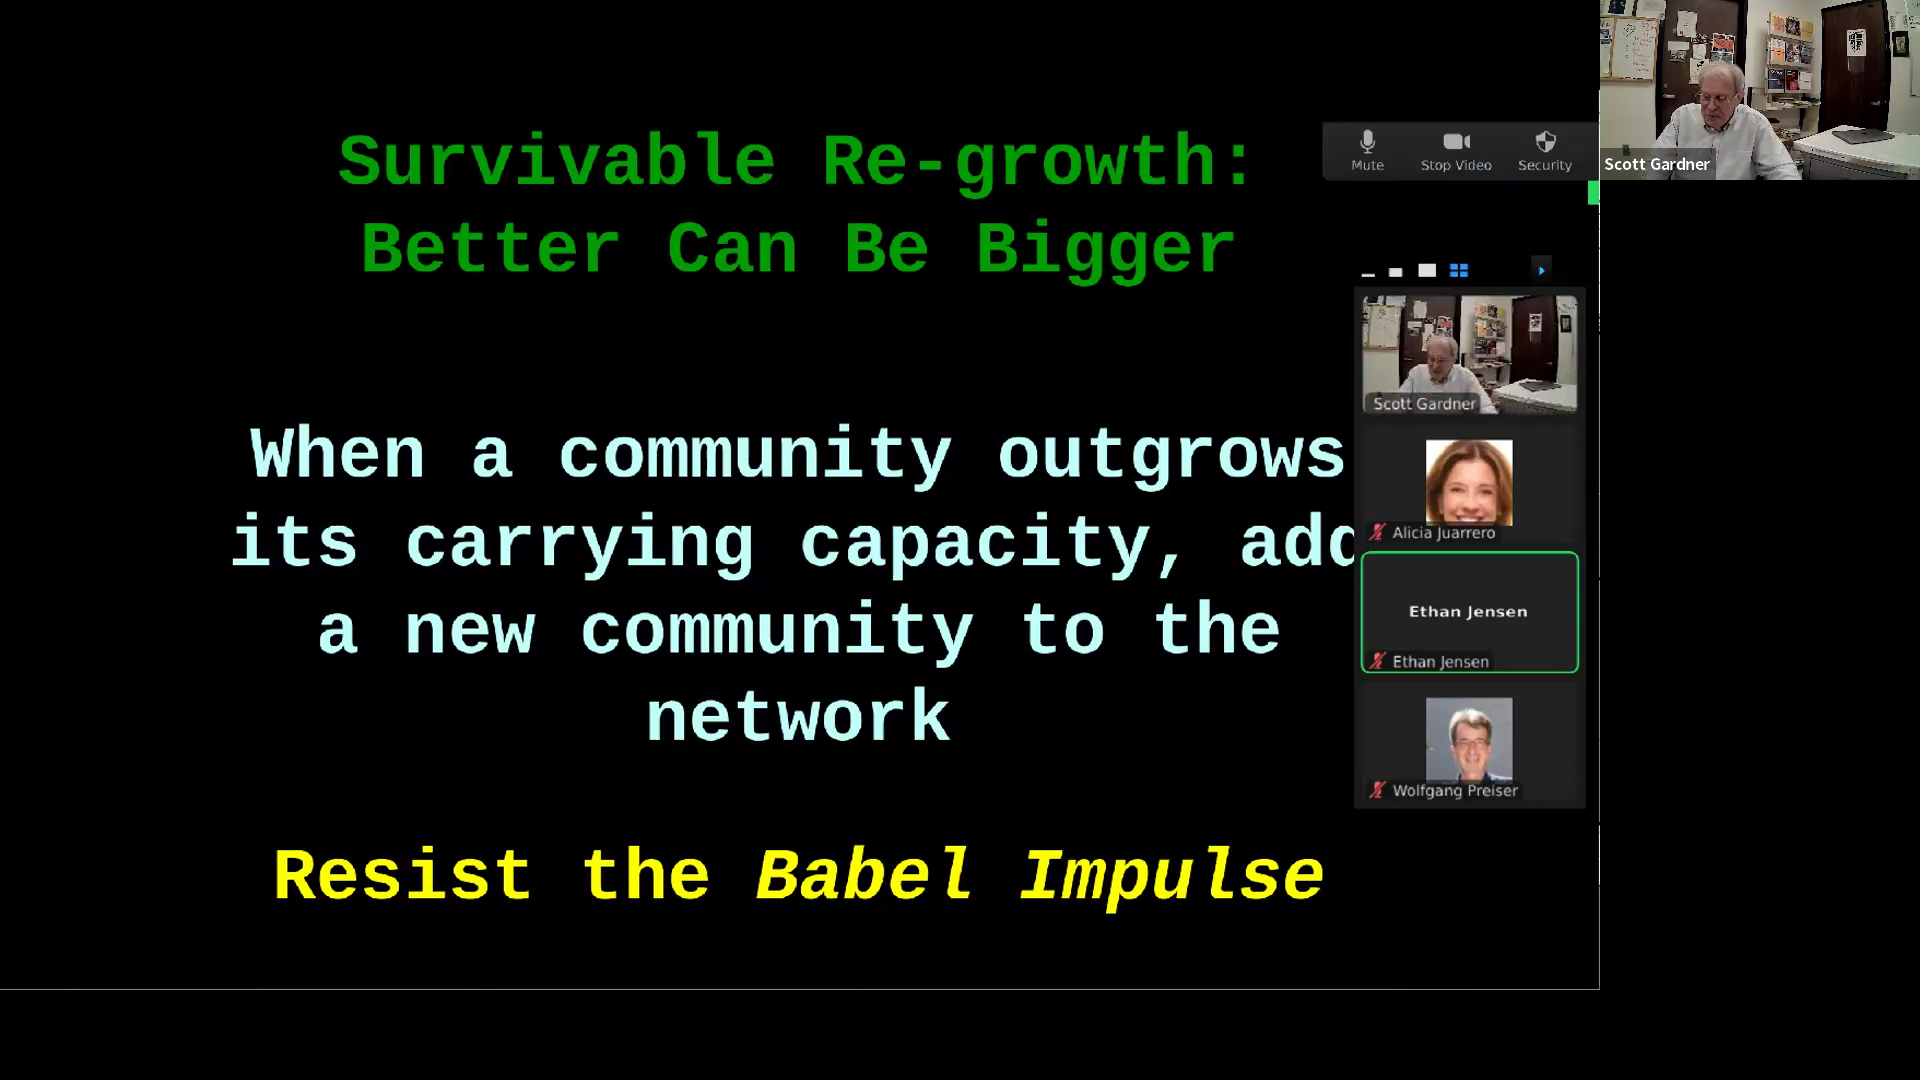 Survivable Re-growth:
Better Can Be Bigger
When a community outgrows
its carrying capacity, add
a new community to the
network
Resist the Babel Impulse
Mute
Stop Video
Security
Scott Gardner
Scott Gardner
Alicia Juarrero
Ethan Jensen
Ethan Jensen
Wolfgang Preiser